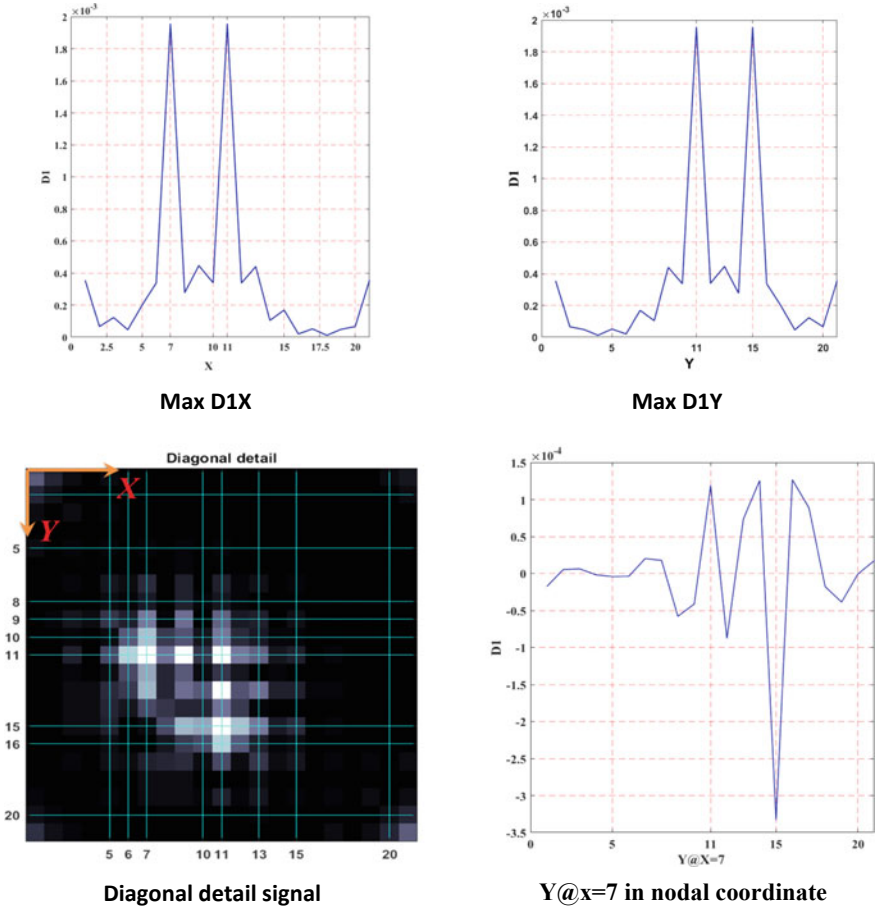 ×10⁻³
2
1.8
1.6
1.4
1.2
1
0.8
0.6
0.4
0.2
0
D1
0 2.5 5 7 10 11 15 17.5 20
X
Max D1X
×10⁻³
2
1.8
1.6
1.4
1.2
1
0.8
0.6
0.4
0.2
0
D1
0 5 11 15 20
Y
Max D1Y
Diagonal detail
X
Y
5
8
9
10
11
15
16
20
5 6 7 10 11 13 15 20
Diagonal detail signal
×10⁻⁴
1.5
1
0.5
0
-0.5
-1
-1.5
-2
-2.5
-3
-3.5
D1
0 5 11 15 20
Y@X=7
Y@x=7 in nodal coordinate